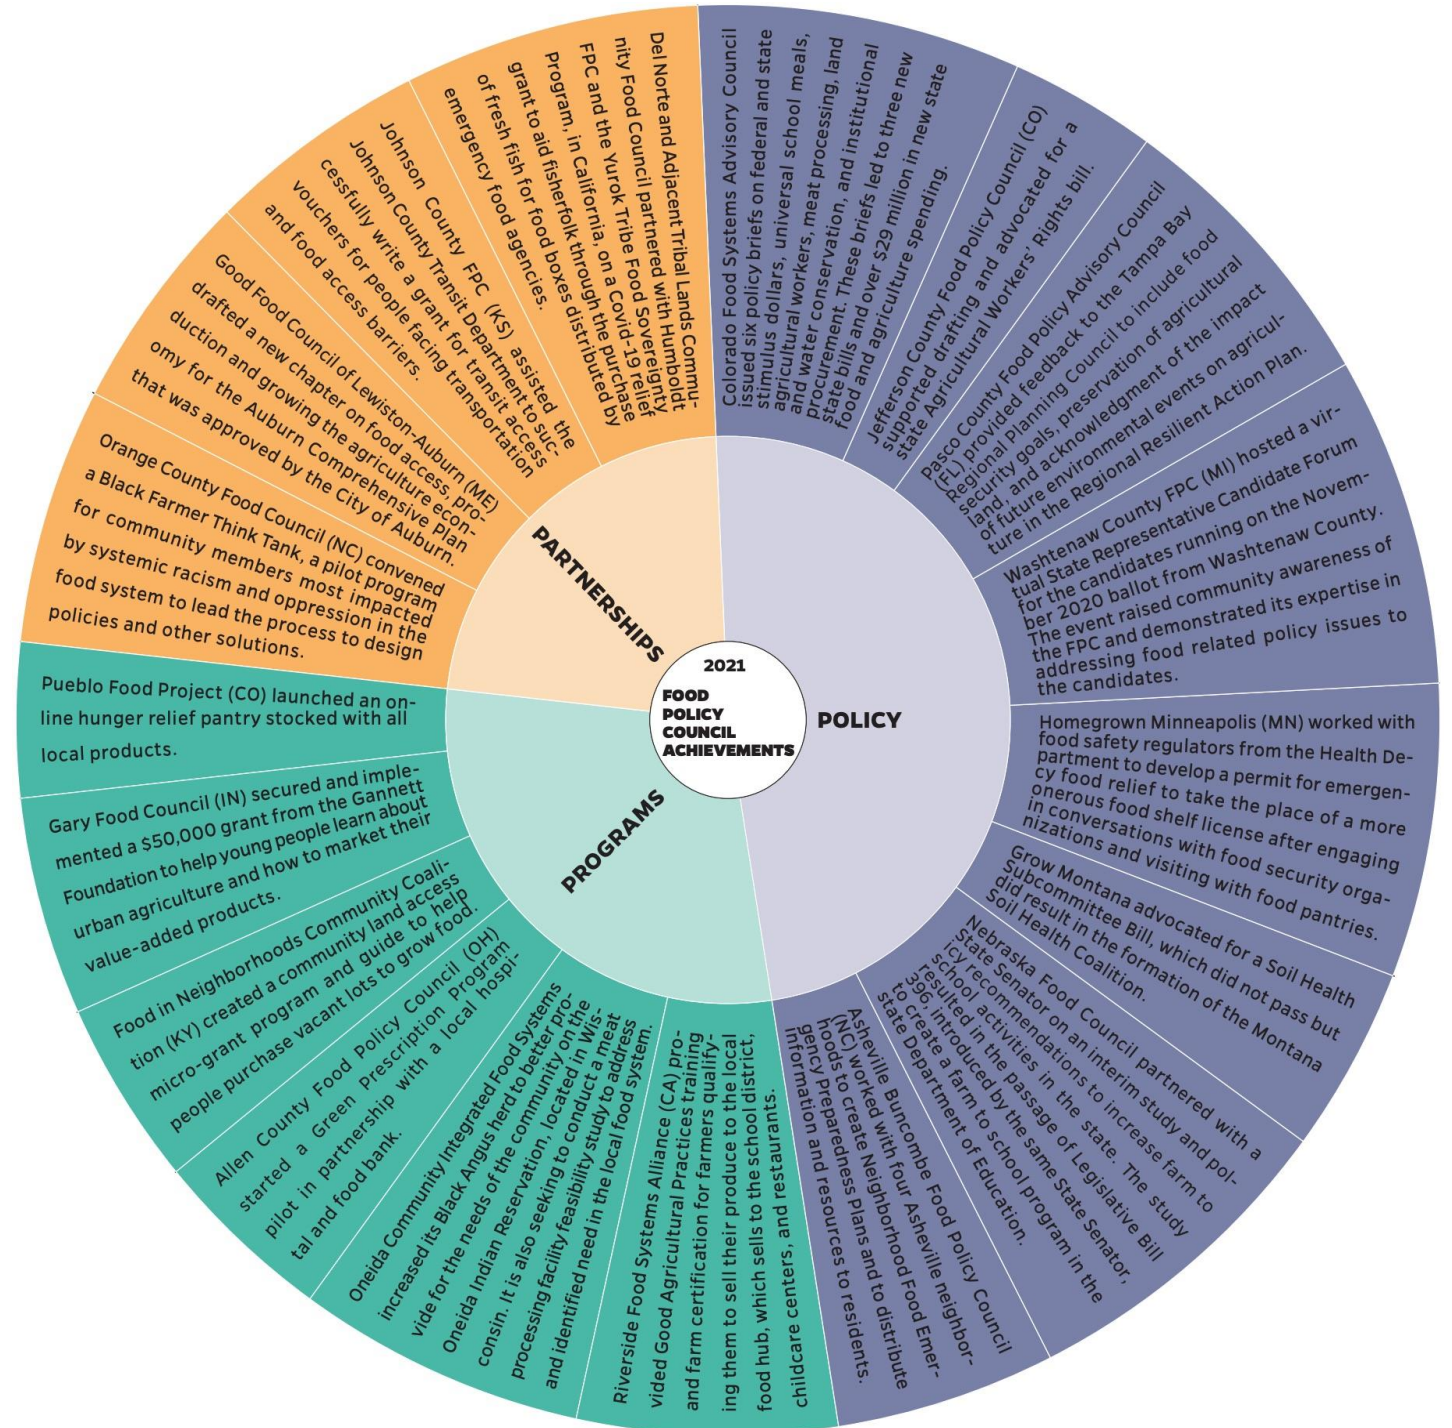 2021
FOOD
POLICY
COUNCIL
ACHIEVEMENTS
POLICY
Colorado Food Systems Advisory Council
issued six policy briefs on federal and state
stimulus dollars, universal school meals,
agricultural workers, meat processing, land
and water conservation, and institutional
procurement. These briefs led to three new
state bills and over $29 million in new state
food and agriculture spending.
Jefferson County Food Policy Council (CO)
supported drafting and advocated for a
state Agricultural Workers' Rights bill.
Pasco County Food Policy Advisory Council
(FL) provided feedback to the Tampa Bay
Regional Planning Council to include food
security goals, preservation of agricultural
land, and acknowledgment of the impact
of future environmental events on agricul-
ture in the Regional Resilient Action Plan.
Washtenaw County FPC (MI) hosted a vir-
tual State Representative Candidate Forum
for the candidates running on the Novem-
ber 2020 ballot from Washtenaw County.
The event raised community awareness of
the FPC and demonstrated its expertise in
addressing food related policy issues to
the candidates.
Homegrown Minneapolis (MN) worked with
food safety regulators from the Health De-
partment to develop a permit for emergen-
cy food relief to take the place of a more
onerous food shelf license after engaging
in conversations with food security orga-
nizations and visiting with food pantries.
Grow Montana advocated for a Soil Health
Subcommittee Bill, which did not pass but
did result in the formation of the Montana
Soil Health Coalition.
Nebraska Food Council partnered with a
State Senator on an interim study and pol-
icy recommendations to increase farm to
school activities in the state. The study
resulted in the passage of Legislative Bill
396, introduced by the same State Senator,
to create a farm to school program in the
state Department of Education.
Asheville Buncombe Food Policy Council
(NC) worked with four Asheville neighbor-
hoods to create Neighborhood Food Emer-
gency Preparedness Plans and to distribute
information and resources to residents.
PROGRAMS
Riverside Food Systems Alliance (CA) pro-
vided Good Agricultural Practices training
and farm certification for farmers qualify-
ing them to sell their produce to the local
food hub, which sells to the school district,
childcare centers, and restaurants.
Oneida Community Integrated Food Systems
increased its Black Angus herd to better pro-
vide for the needs of the community on the
Oneida Indian Reservation, located in Wis-
consin. It is also seeking to conduct a meat
processing facility feasibility study to address
and identified need in the local food system.
Allen County Food Policy Council (OH)
started a Green Prescription Program
pilot in partnership with a local hospi-
tal and food bank.
Food in Neighborhoods Community Coali-
tion (KY) created a community land access
micro-grant program and guide to help
people purchase vacant lots to grow food.
Gary Food Council (IN) secured and imple-
mented a $50,000 grant from the Gannett
Foundation to help young people learn about
urban agriculture and how to market their
value-added products.
Pueblo Food Project (CO) launched an on-
line hunger relief pantry stocked with all
local products.
PARTNERSHIPS
Orange County Food Council (NC) convened
a Black Farmer Think Tank, a pilot program
for community members most impacted
by systemic racism and oppression in the
food system to lead the process to design
policies and other solutions.
Good Food Council of Lewiston-Auburn (ME)
drafted a new chapter on food access, pro-
duction and growing the agriculture econ-
omy for the Auburn Comprehensive Plan
that was approved by the City of Auburn.
Johnson County FPC (KS) assisted the
Johnson County Transit Department to suc-
cessfully write a grant for transit access
vouchers for people facing transportation
and food access barriers.
Del Norte and Adjacent Tribal Lands Commu-
nity Food Council partnered with Humboldt
FPC and the Yurok Tribe Food Sovereignty
Program, in California, on a Covid-19 relief
grant to aid fisherfolk through the purchase
of fresh fish for food boxes distributed by
emergency food agencies.